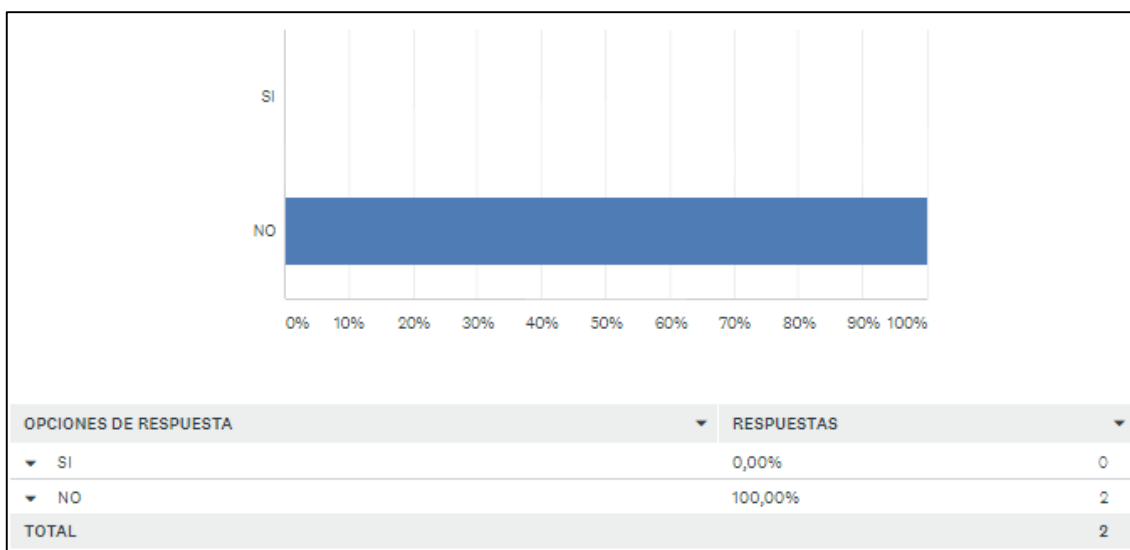 SI
NO
0% 10% 20% 30% 40% 50% 60% 70% 80% 90% 100%
OPCIONES DE RESPUESTA RESPUESTAS
SI 0,00% 0
NO 100,00% 2
TOTAL 2